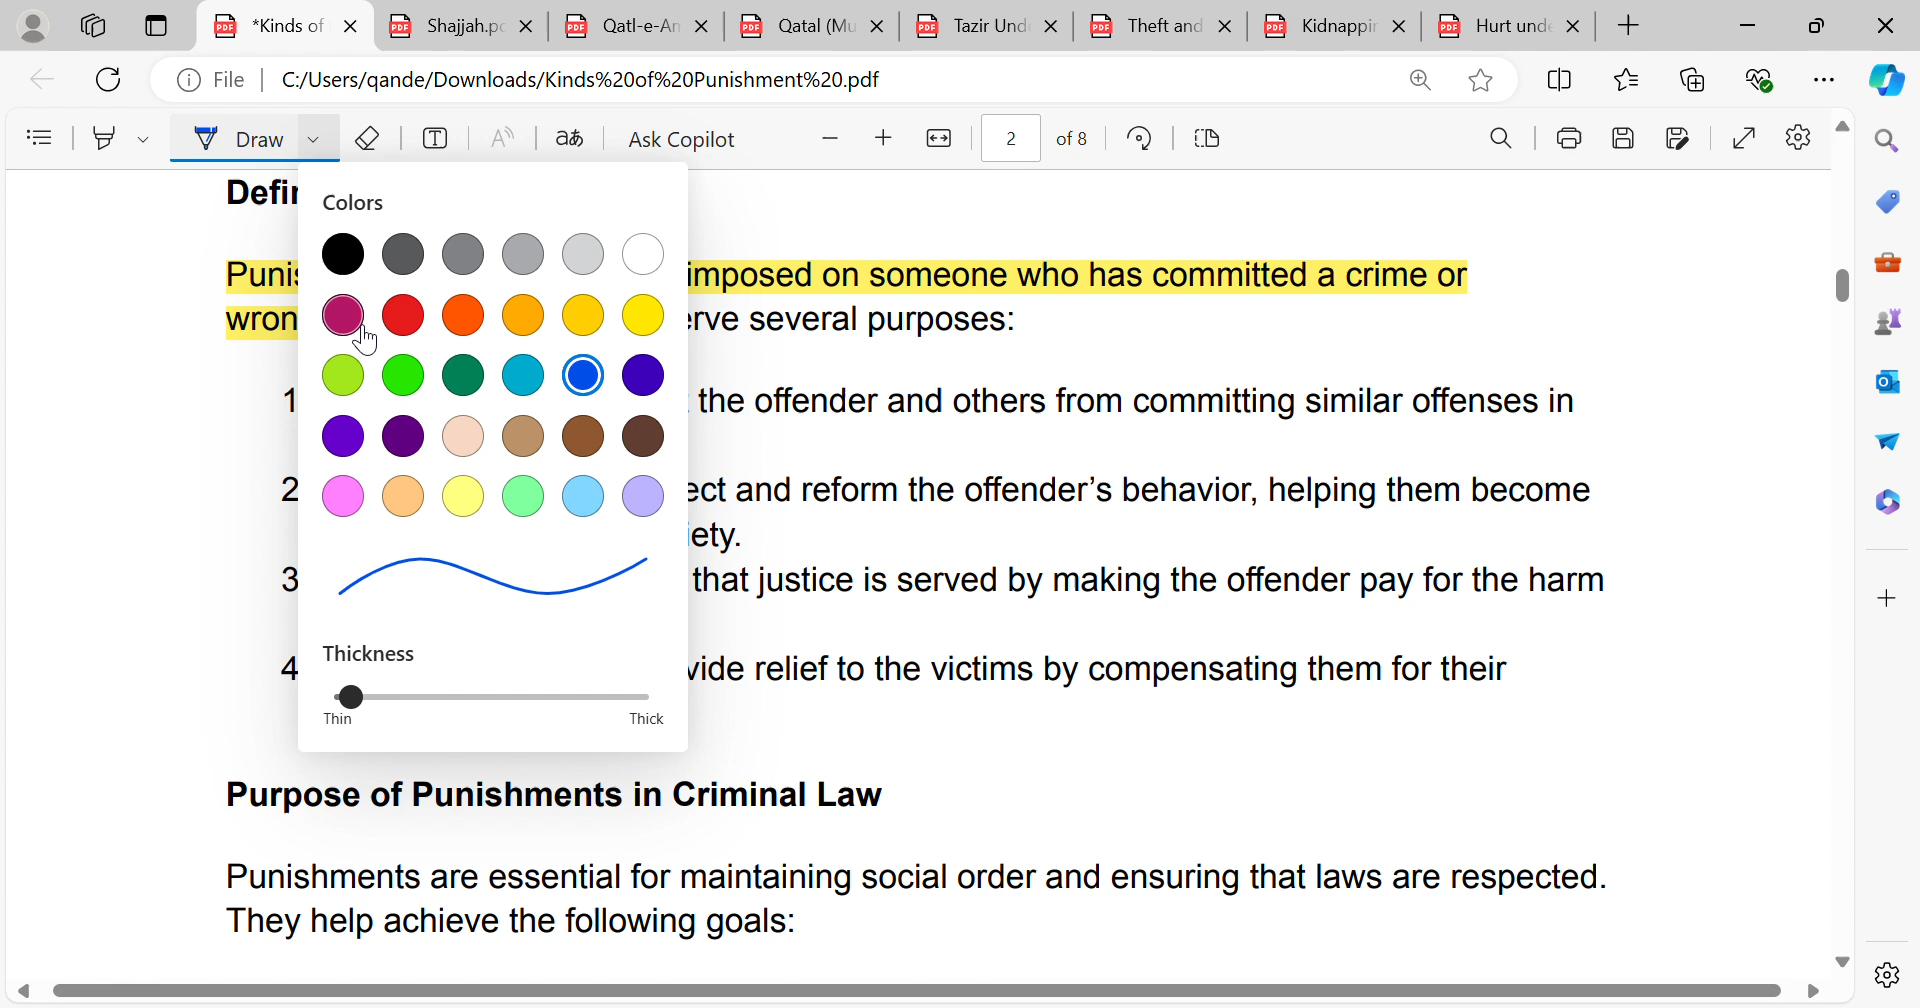 *Kinds of
Shajjah.pd
Qatl-e-Am
Qatal (Mu
Tazir Und
Theft and
Kidnappin
Hurt unde
File
C:/Users/qande/Downloads/Kinds%20of%20Punishment%20.pdf
Draw
Ask Copilot
2 of 8
Defin
Colors
Punis imposed on someone who has committed a crime or
wron erve several purposes:
1 the offender and others from committing similar offenses in
2 ect and reform the offender's behavior, helping them become
iety.
3 that justice is served by making the offender pay for the harm
Thickness
4 vide relief to the victims by compensating them for their
Thin Thick
Purpose of Punishments in Criminal Law
Punishments are essential for maintaining social order and ensuring that laws are respected.
They help achieve the following goals: